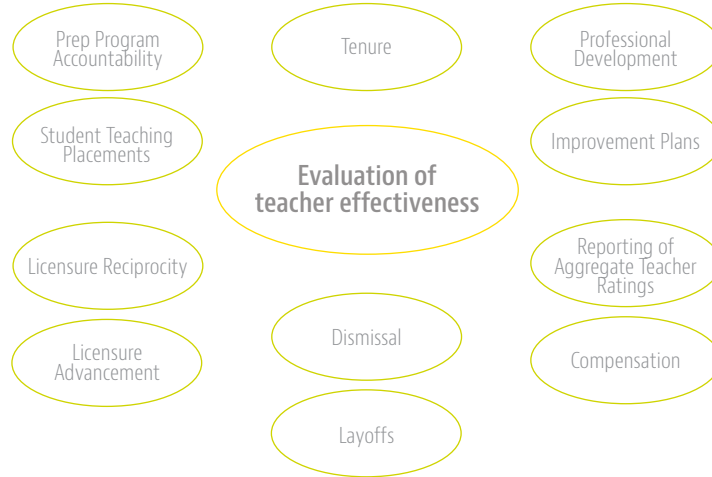 Prep Program
Accountability
Tenure
Professional
Development
Student Teaching
Placements
Improvement Plans
Evaluation of
teacher effectiveness
Licensure Reciprocity
Reporting of
Aggregate Teacher
Ratings
Dismissal
Licensure
Advancement
Compensation
Layoffs